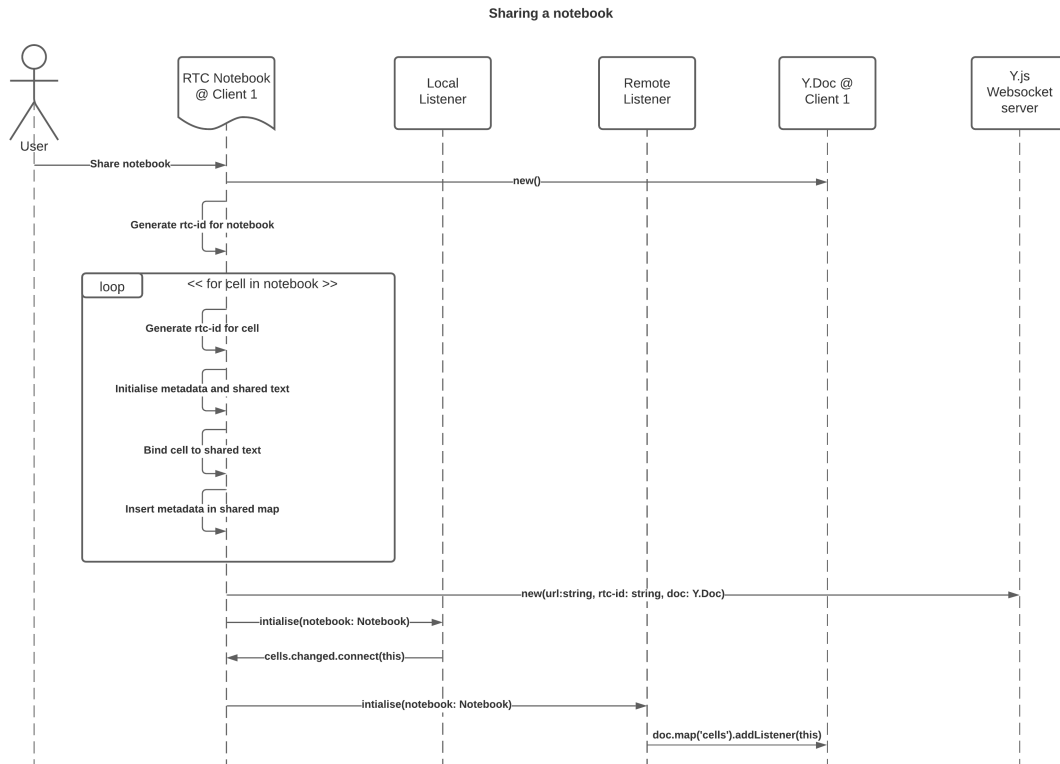 Sharing a notebook
User
RTC Notebook
@ Client 1
Local
Listener
Remote
Listener
Y.Doc @
Client 1
Y.js
Websocket
server
Share notebook
new()
Generate rtc-id for notebook
loop
<< for cell in notebook >>
Generate rtc-id for cell
Initialise metadata and shared text
Bind cell to shared text
Insert metadata in shared map
new(url:string, rtc-id: string, doc: Y.Doc)
intialise(notebook: Notebook)
cells.changed.connect(this)
intialise(notebook: Notebook)
doc.map('cells').addListener(this)